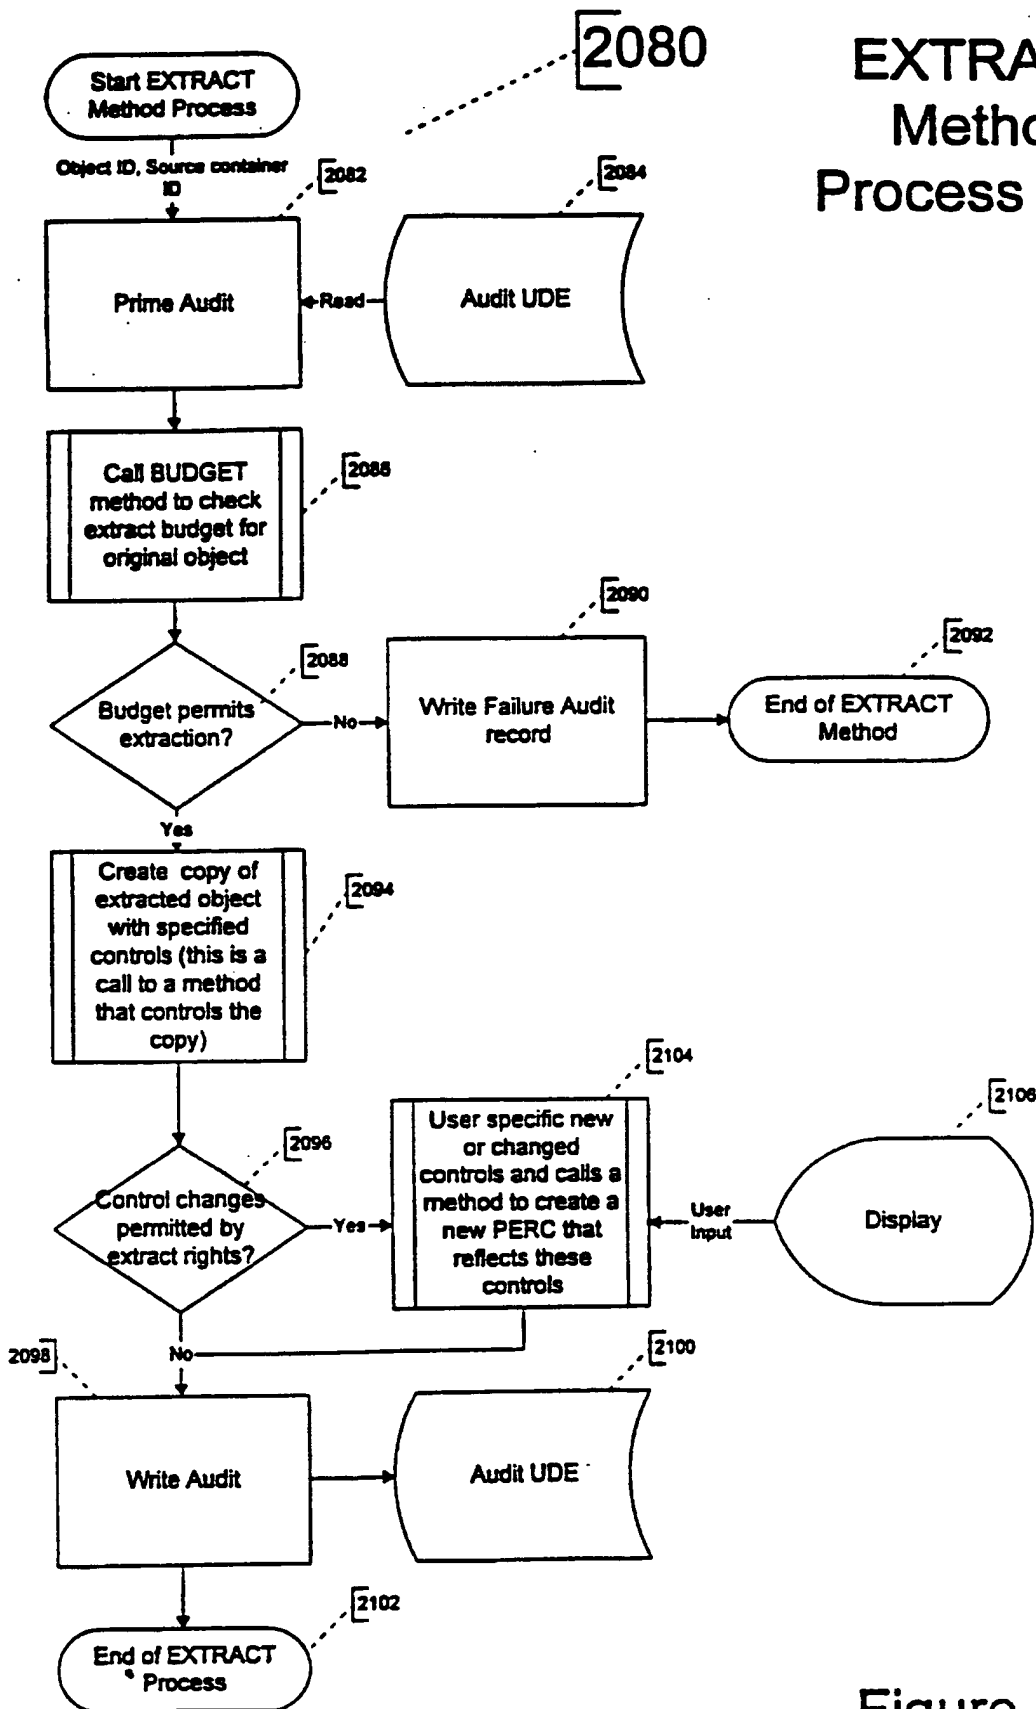 2080
EXTRA
Metho
Process
Start EXTRACT
Method Process
Object ID, Source container
ID
2082
2084
Prime Audit
Read
Audit UDE
Call BUDGET
method to check
extract budget for
original object
2086
2088
Budget permits
extraction?
No
2090
Write Failure Audit
record
2092
End of EXTRACT
Method
Yes
Create copy of
extracted object
with specified
controls (this is a
call to a method
that controls the
copy)
2094
2096
Control changes
permitted by
extract rights?
Yes
2104
User specific new
or changed
controls and calls a
method to create a
new PERC that
reflects these
controls
User
Input
2106
Display
No
2098
2100
Write Audit
Audit UDE
2102
End of EXTRACT
Process
Figure